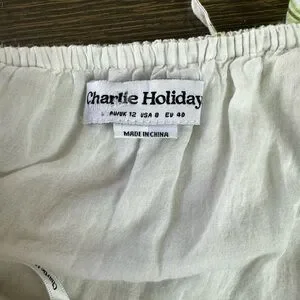 Charlie Holiday
AU/UK 12 USA 8 EU 40
MADE IN CHINA